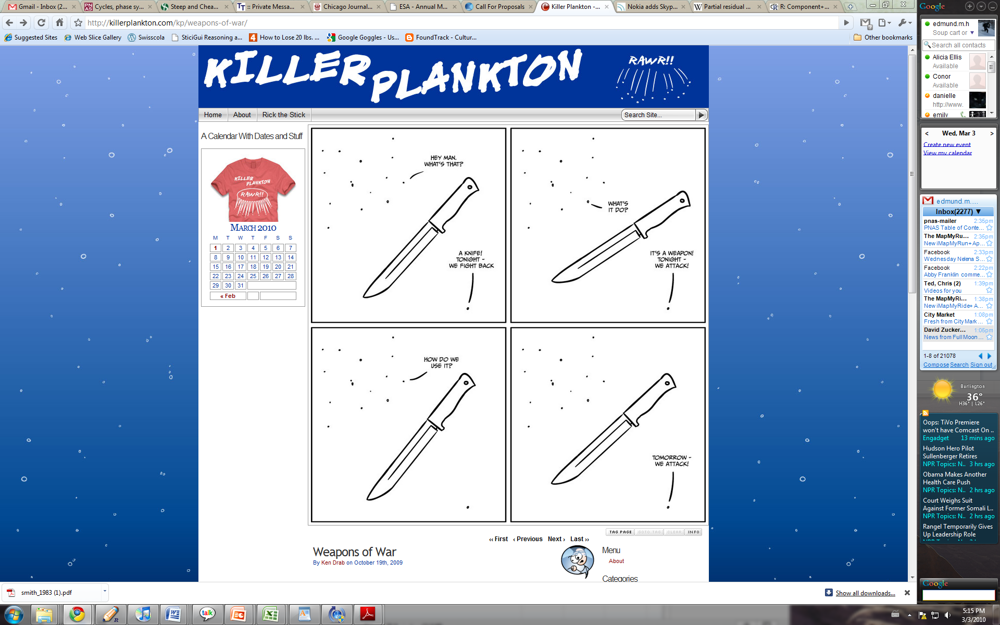 Gmail - Inbox (2...
Cycles, phase sy...
Steep and Chea...
:: Private Messa...
Chicago Journal...
ESA - Annual M...
Call For Proposals
Killer Plankton -...
Nokia adds Skyp...
Partial residual ...
R: Component+...
http://killerplankton.com/kp/weapons-of-war/
Suggested Sites
Web Slice Gallery
Swisscola
SticiGui Reasoning a...
How to Lose 20 lbs. ...
Google Goggles - Us...
FoundTrack - Cultur...
Other bookmarks
KILLER PLANKTON
RAWR!!
Home
About
Rick the Stick
Search Site...
A Calendar With Dates and Stuff
KILLER
PLANKTON
RAWR!!
MARCH 2010
M T W T F S S
1 2 3 4 5 6 7
8 9 10 11 12 13 14
15 16 17 18 19 20 21
22 23 24 25 26 27 28
29 30 31
« Feb
HEY MAN.
WHAT'S THAT?
A KNIFE!
TONIGHT -
WE FIGHT BACK
WHAT'S
IT DO?
IT'S A WEAPON!
TONIGHT -
WE ATTACK!
HOW DO WE
USE IT?
TOMORROW -
WE ATTACK!
TAG PAGE GOTO TAG CLEAR INFO
‹‹ First ‹ Previous Next › Last ››
Weapons of War
By Ken Drab on October 19th, 2009
Menu
About
Categories
smith_1983 (1).pdf
Show all downloads...
Google
edmund.m.h
Soup cart or
Search all contacts
Alicia Ellis
Available
Conor
Available
danielle
http://www.
emily
< Wed, Mar 3 >
Create new event
View my calendar
edmund.m....
Inbox(2277) ▼
pnas-mailer 2:36pm
PNAS Table of Conte...
The MapMyRu... 2:35pm
New iMapMyRun+ Ap...
Facebook 2:33pm
Wednesday Nelena S...
Facebook 2:22pm
Abby Franklin comme...
Ted, Chris (2) 1:39pm
Videos for you
The MapMyRi... 1:38pm
New iMapMyRide+ A...
City Market 1:08pm
Fresh from City Mark...
David Zucker... 1:05pm
News from Full Moon...
1-8 of 21078
Compose Search Sign out
Burlington
36°
H36° | L26°
Oops: TiVo Premiere
won't have Comcast On ..
Engadget 13 mins ago
Hudson Hero Pilot
Sullenberger Retires
NPR Topics: N.. 3 hrs ago
Obama Makes Another
Health Care Push
NPR Topics: N.. 2 hrs ago
Court Weighs Suit
Against Former Somali L..
NPR Topics: N.. 2 hrs ago
Rangel Temporarily Gives
Up Leadership Role
Google
talk
5:15 PM
3/3/2010